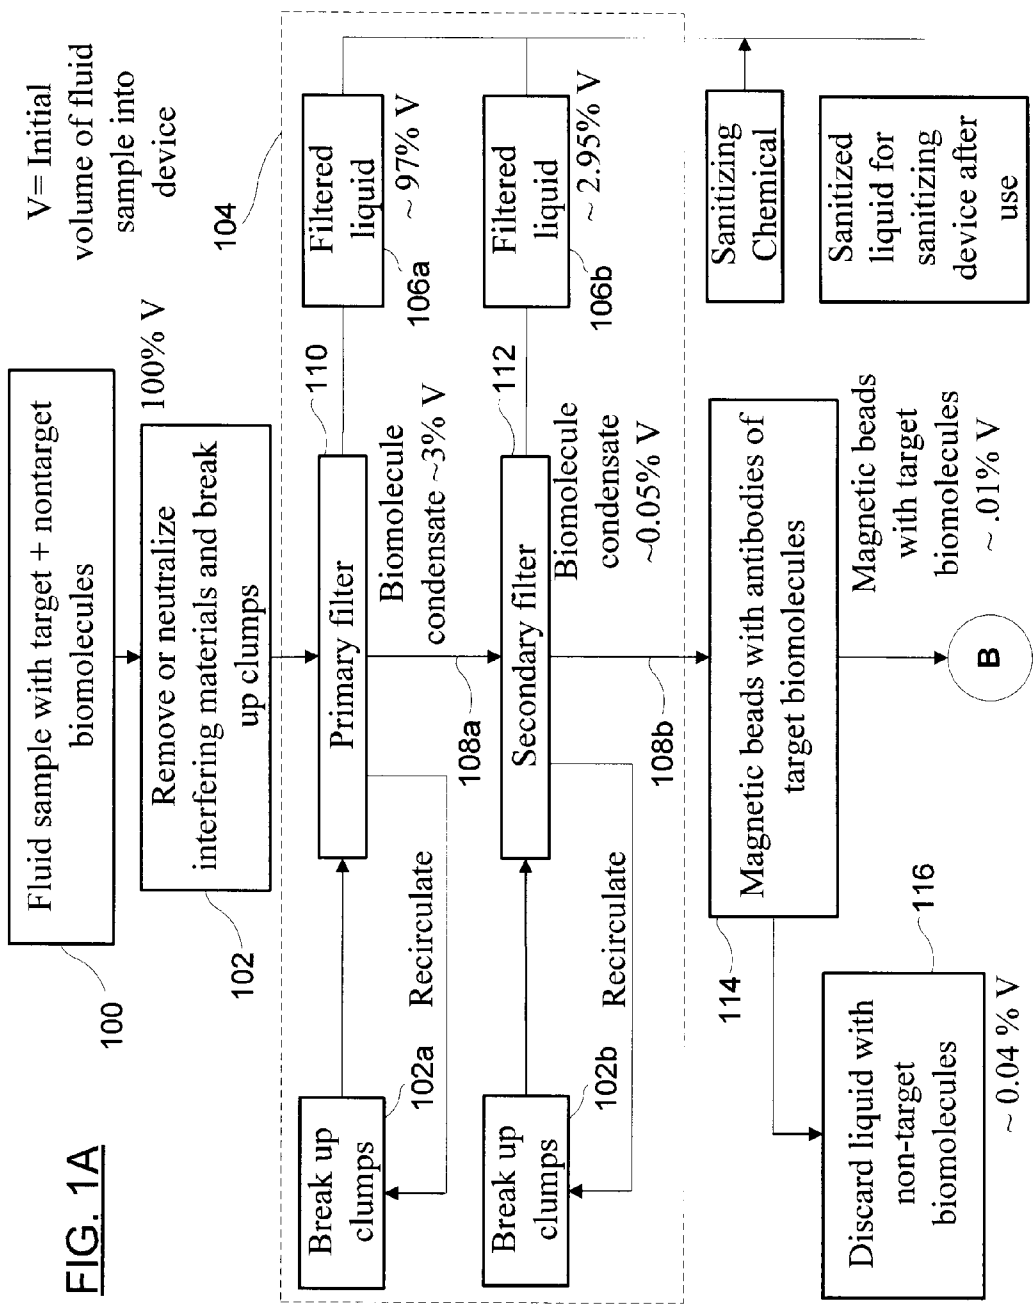 FIG. 1A
V= Initial
volume of fluid
sample into
device
100
Fluid sample with target + nontarget
biomolecules
102
Remove or neutralize
interfering materials and break
up clumps
100% V
104
Break up
clumps
102a
Recirculate
Primary filter
110
108a
Biomolecule
condensate ~3% V
Filtered
liquid
106a
~ 97% V
Break up
clumps
102b
Recirculate
Secondary filter
112
108b
Biomolecule
condensate
~0.05% V
Filtered
liquid
106b
~ 2.95% V
114
Magnetic beads with antibodies of
target biomolecules
Sanitizing
Chemical
Sanitized
liquid for
sanitizing
device after
use
Discard liquid with
non-target
biomolecules
116
~ 0.04 % V
Magnetic beads
with target
biomolecules
~ .01% V
B